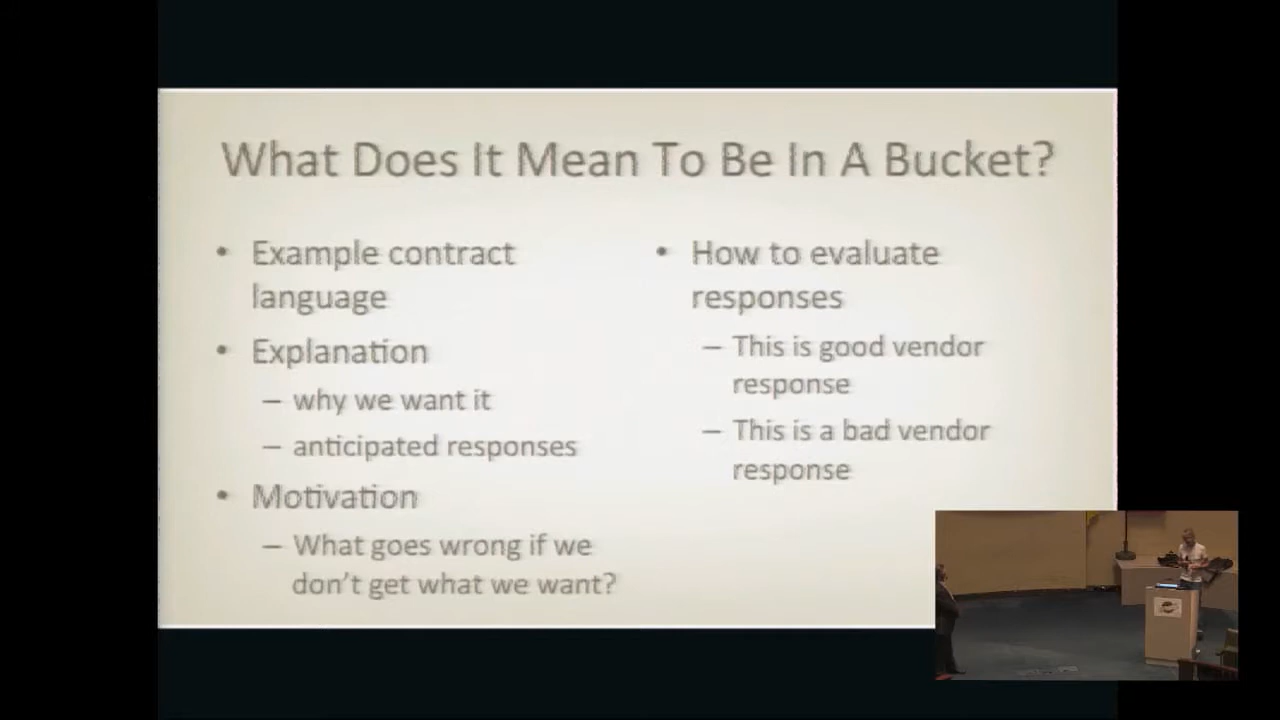 What Does It Mean To Be In A Bucket?
• Example contract
language
• Explanation
– why we want it
– anticipated responses
• Motivation
– What goes wrong if we
don't get what we want?
• How to evaluate
responses
– This is good vendor
response
– This is a bad vendor
response